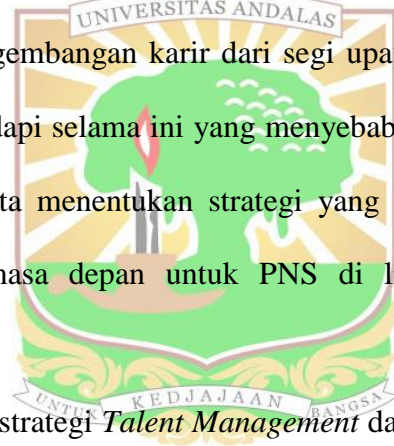 UNIVERSITAS ANDALAS
gembangan karir dari segi upa
dapi selama ini yang menyebab
ta menentukan strategi yang
masa depan untuk PNS di l
UNTUK KEDJAJAAN BANGSA
strategi Talent Management da